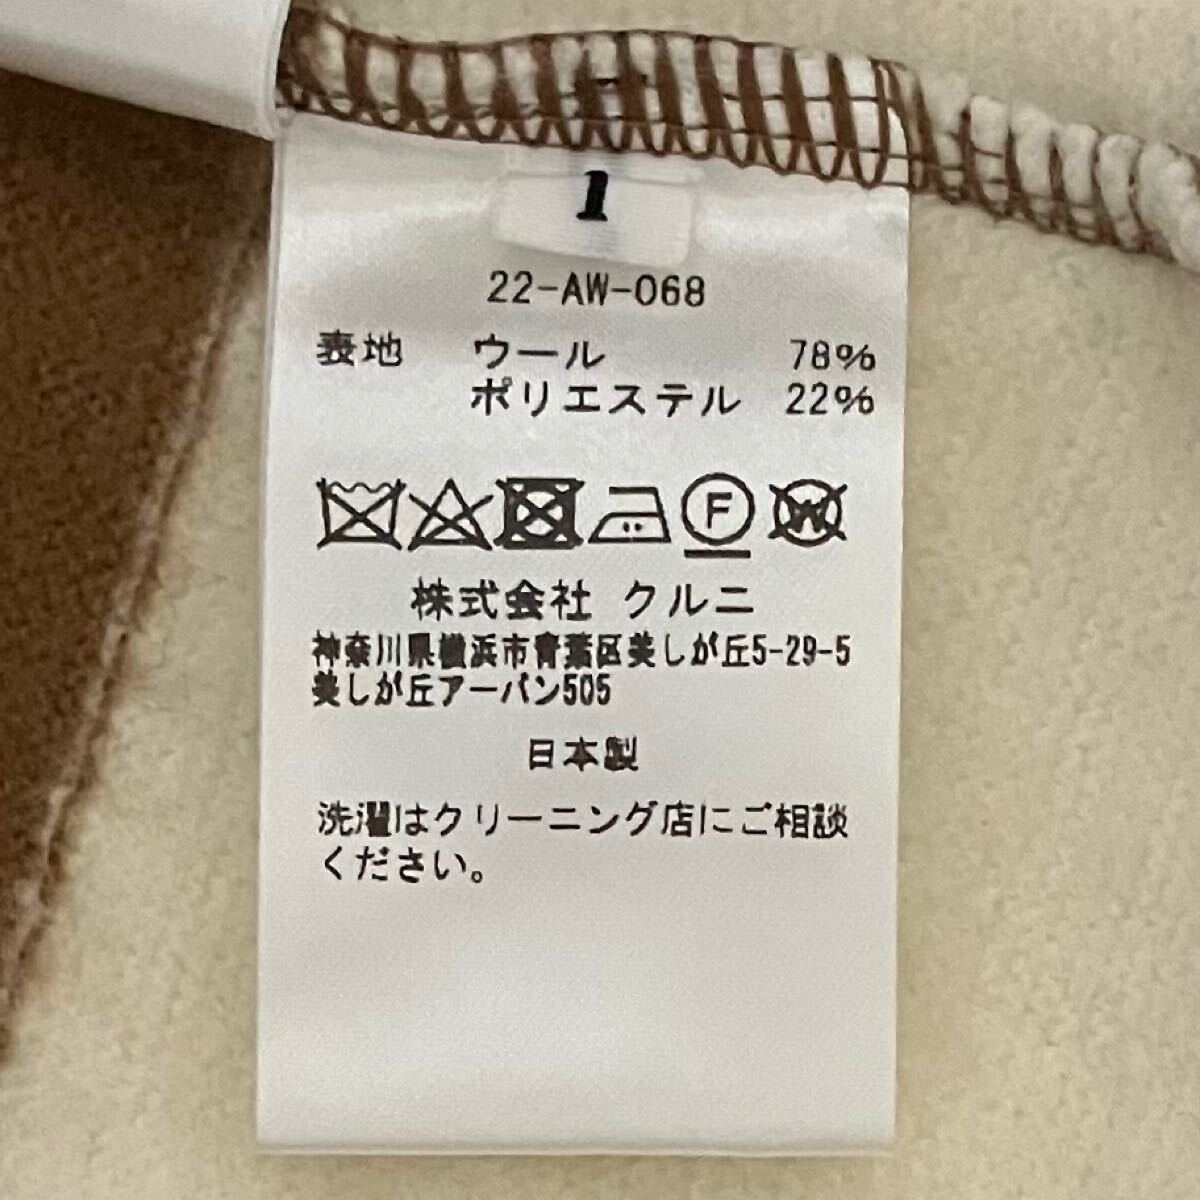 1
22-AW-068
表地 ウール 78%
ポリエステル 22%
F W
株式会社 クルニ
神奈川県横浜市青葉区美しが丘5-29-5
美しが丘アーバン505
日本製
洗濯はクリーニング店にご相談
ください。